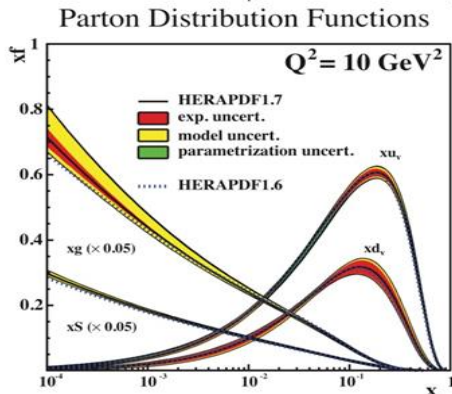 Parton Distribution Functions
xf
1
Q² = 10 GeV²
HERAPDF1.7
exp. uncert.
model uncert.
parametrization uncert.
HERAPDF1.6
0.8
0.6
0.4
0.2
xuᵥ
xdᵥ
xg (× 0.05)
xS (× 0.05)
10⁻⁴
10⁻³
10⁻²
10⁻¹
1
x